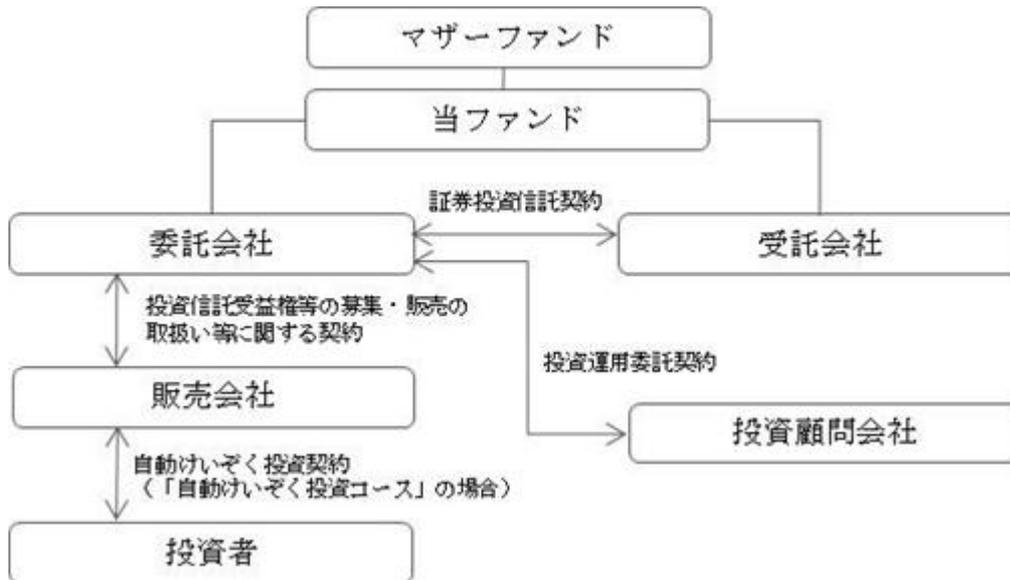 マザーファンド
当ファンド
証券投資信託契約
委託会社
受託会社
投資信託受益権等の募集・販売の
取扱い等に関する契約
投資運用委託契約
販売会社
投資顧問会社
自動けいぞく投資契約
(「自動けいぞく投資コース」の場合)
投資者